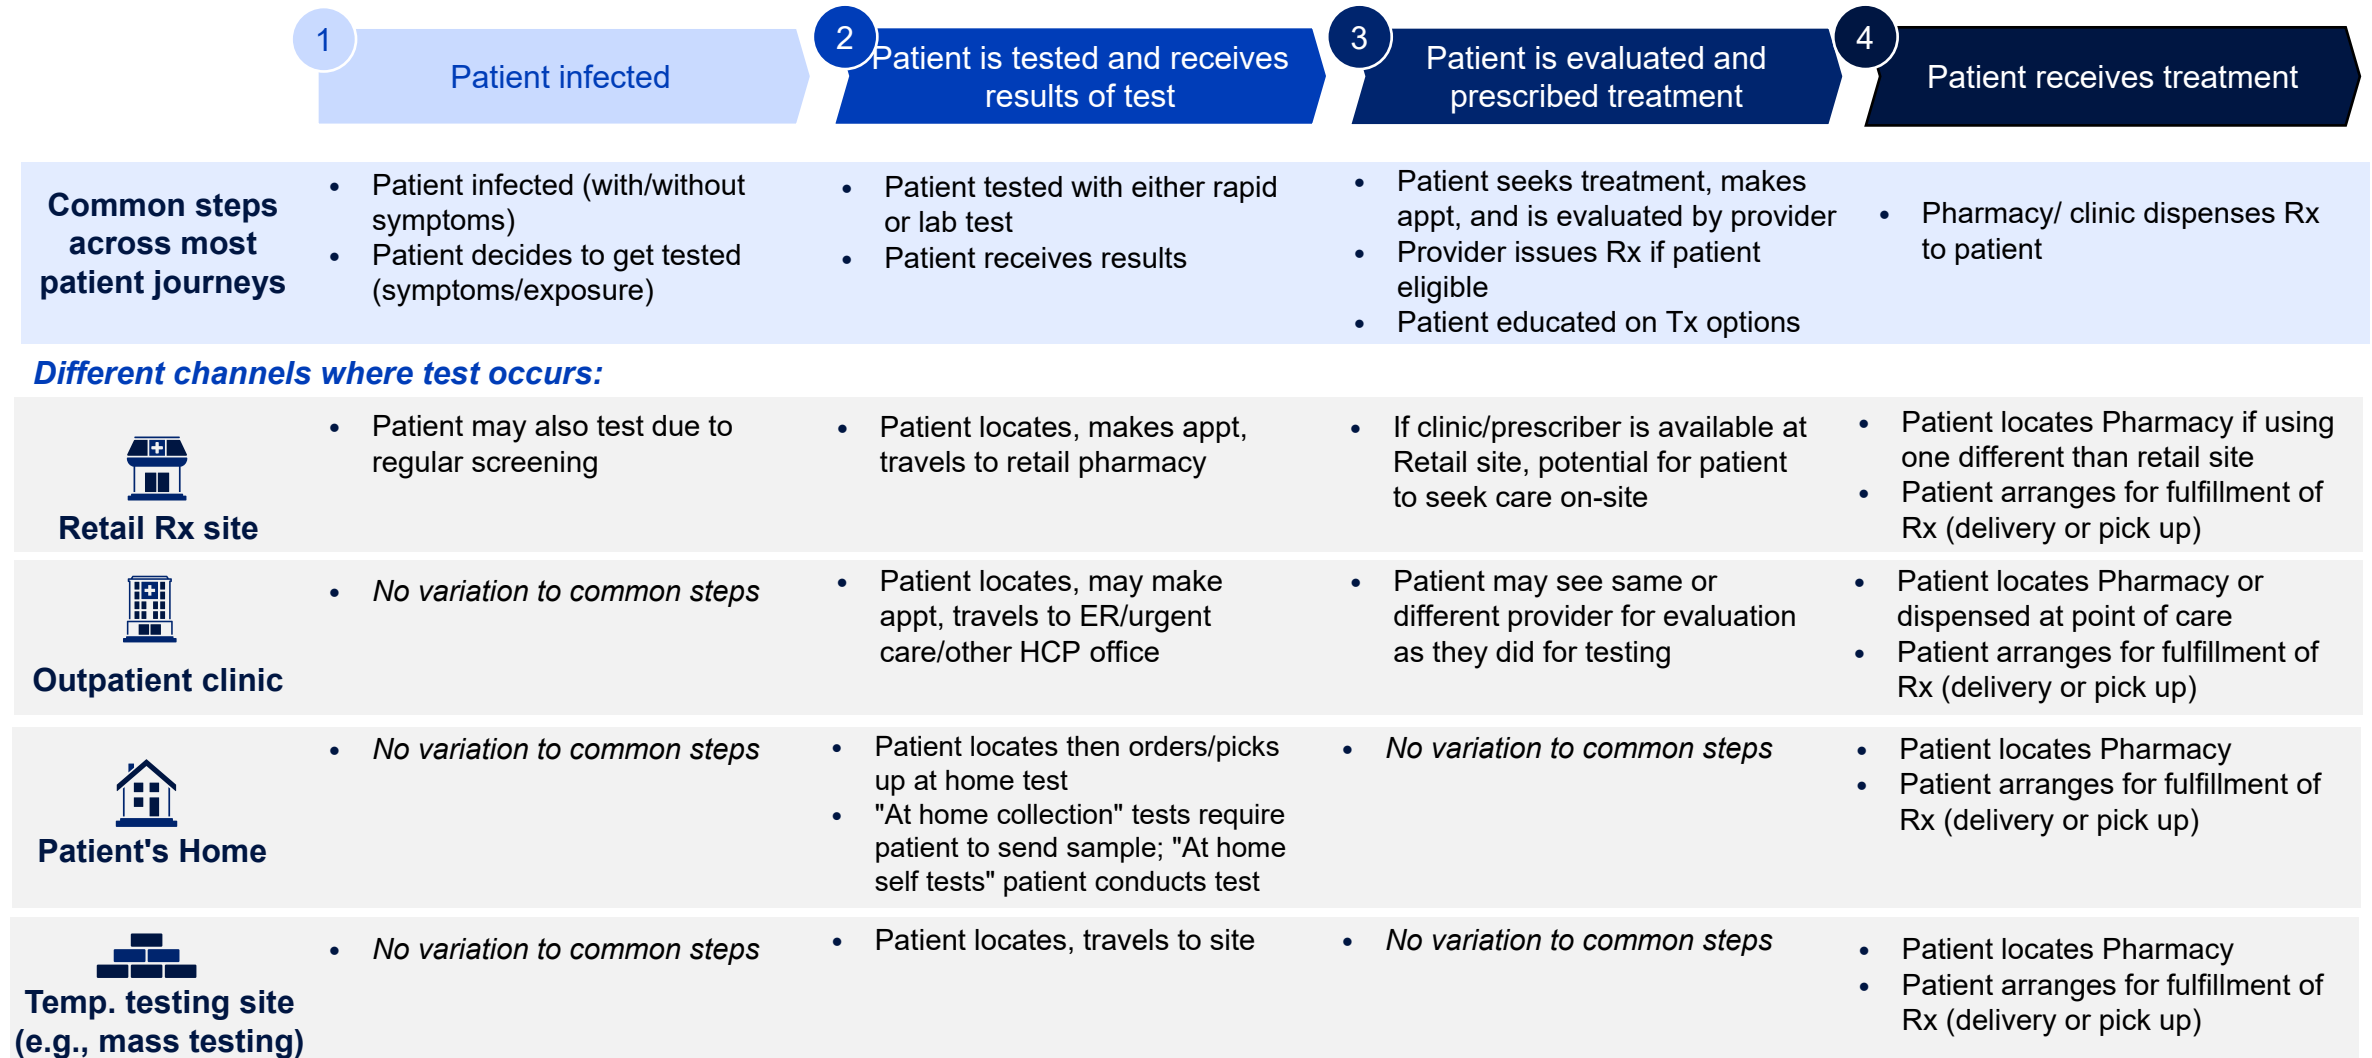 1
Patient infected
2
Patient is tested and receives
results of test
3
Patient is evaluated and
prescribed treatment
4
Patient receives treatment
Common steps
across most
patient journeys
• Patient infected (with/without
symptoms)
• Patient decides to get tested
(symptoms/exposure)
• Patient tested with either rapid
or lab test
• Patient receives results
• Patient seeks treatment, makes
appt, and is evaluated by provider
• Provider issues Rx if patient
eligible
• Patient educated on Tx options
• Pharmacy/ clinic dispenses Rx
to patient
Different channels where test occurs:
Retail Rx site
• Patient may also test due to
regular screening
• Patient locates, makes appt,
travels to retail pharmacy
• If clinic/prescriber is available at
Retail site, potential for patient
to seek care on-site
• Patient locates Pharmacy if using
one different than retail site
• Patient arranges for fulfillment of
Rx (delivery or pick up)
Outpatient clinic
• No variation to common steps
• Patient locates, may make
appt, travels to ER/urgent
care/other HCP office
• Patient may see same or
different provider for evaluation
as they did for testing
• Patient locates Pharmacy or
dispensed at point of care
• Patient arranges for fulfillment of
Rx (delivery or pick up)
Patient's Home
• No variation to common steps
• Patient locates then orders/picks
up at home test
• "At home collection" tests require
patient to send sample; "At home
self tests" patient conducts test
• No variation to common steps
• Patient locates Pharmacy
• Patient arranges for fulfillment of
Rx (delivery or pick up)
Temp. testing site
(e.g., mass testing)
• No variation to common steps
• Patient locates, travels to site
• No variation to common steps
• Patient locates Pharmacy
• Patient arranges for fulfillment of
Rx (delivery or pick up)